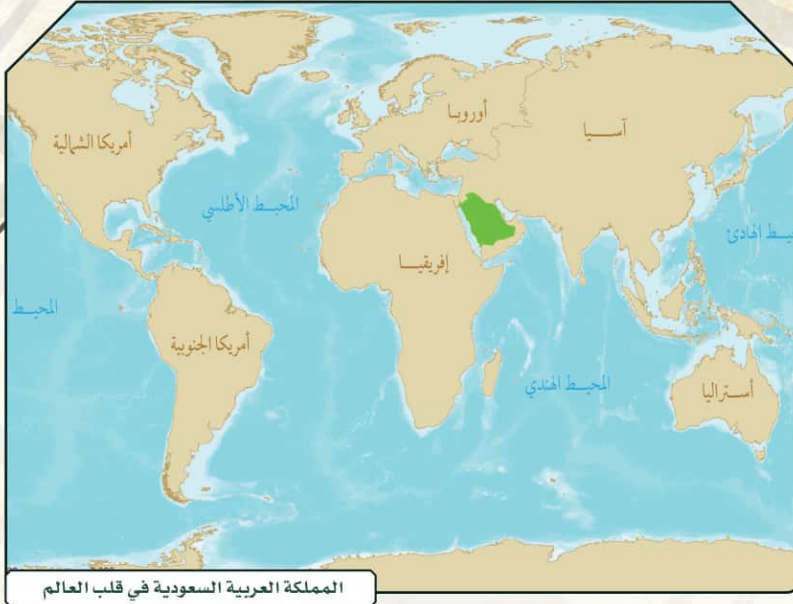 أوروبا
آسيا
أمريكا الشمالية
المحيط الأطلسي
المحيط
إفريقيا
أمريكا الجنوبية
المحيط الهندي
أستراليا
المملكة العربية السعودية في قلب العالم